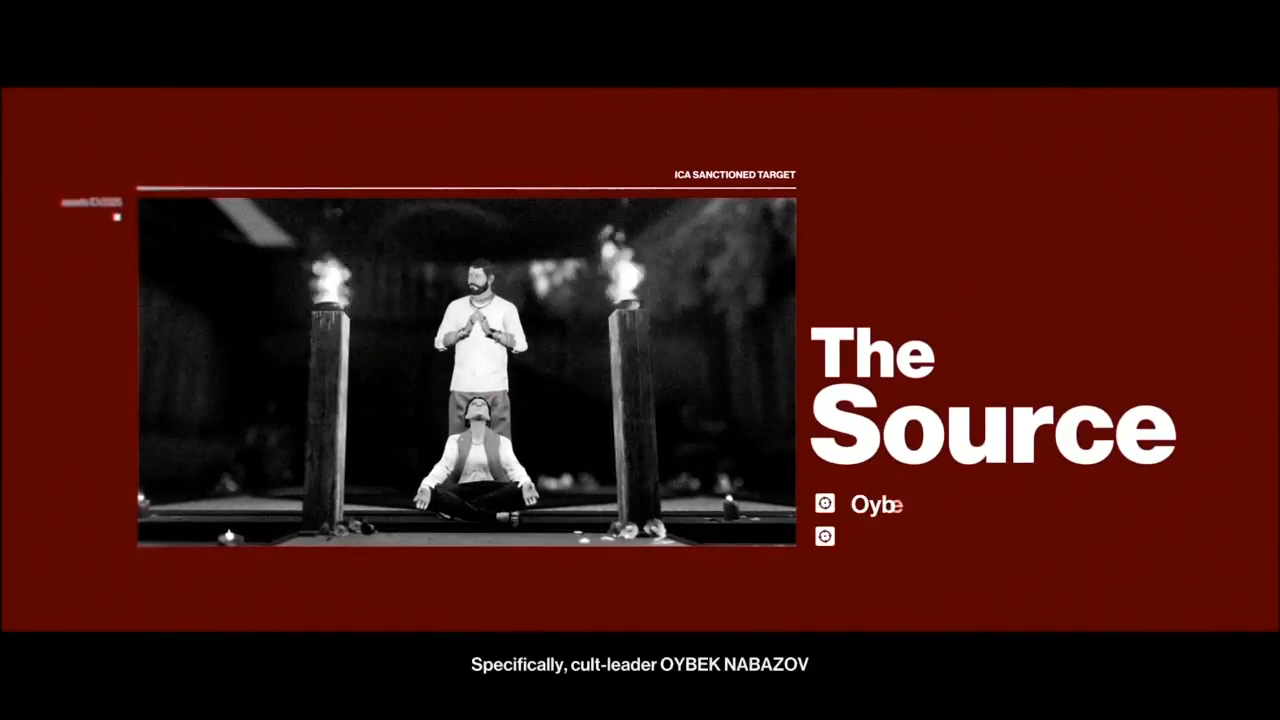 ICA SANCTIONED TARGET
The
Source
Oybe
Specifically, cult-leader OYBEK NABAZOV